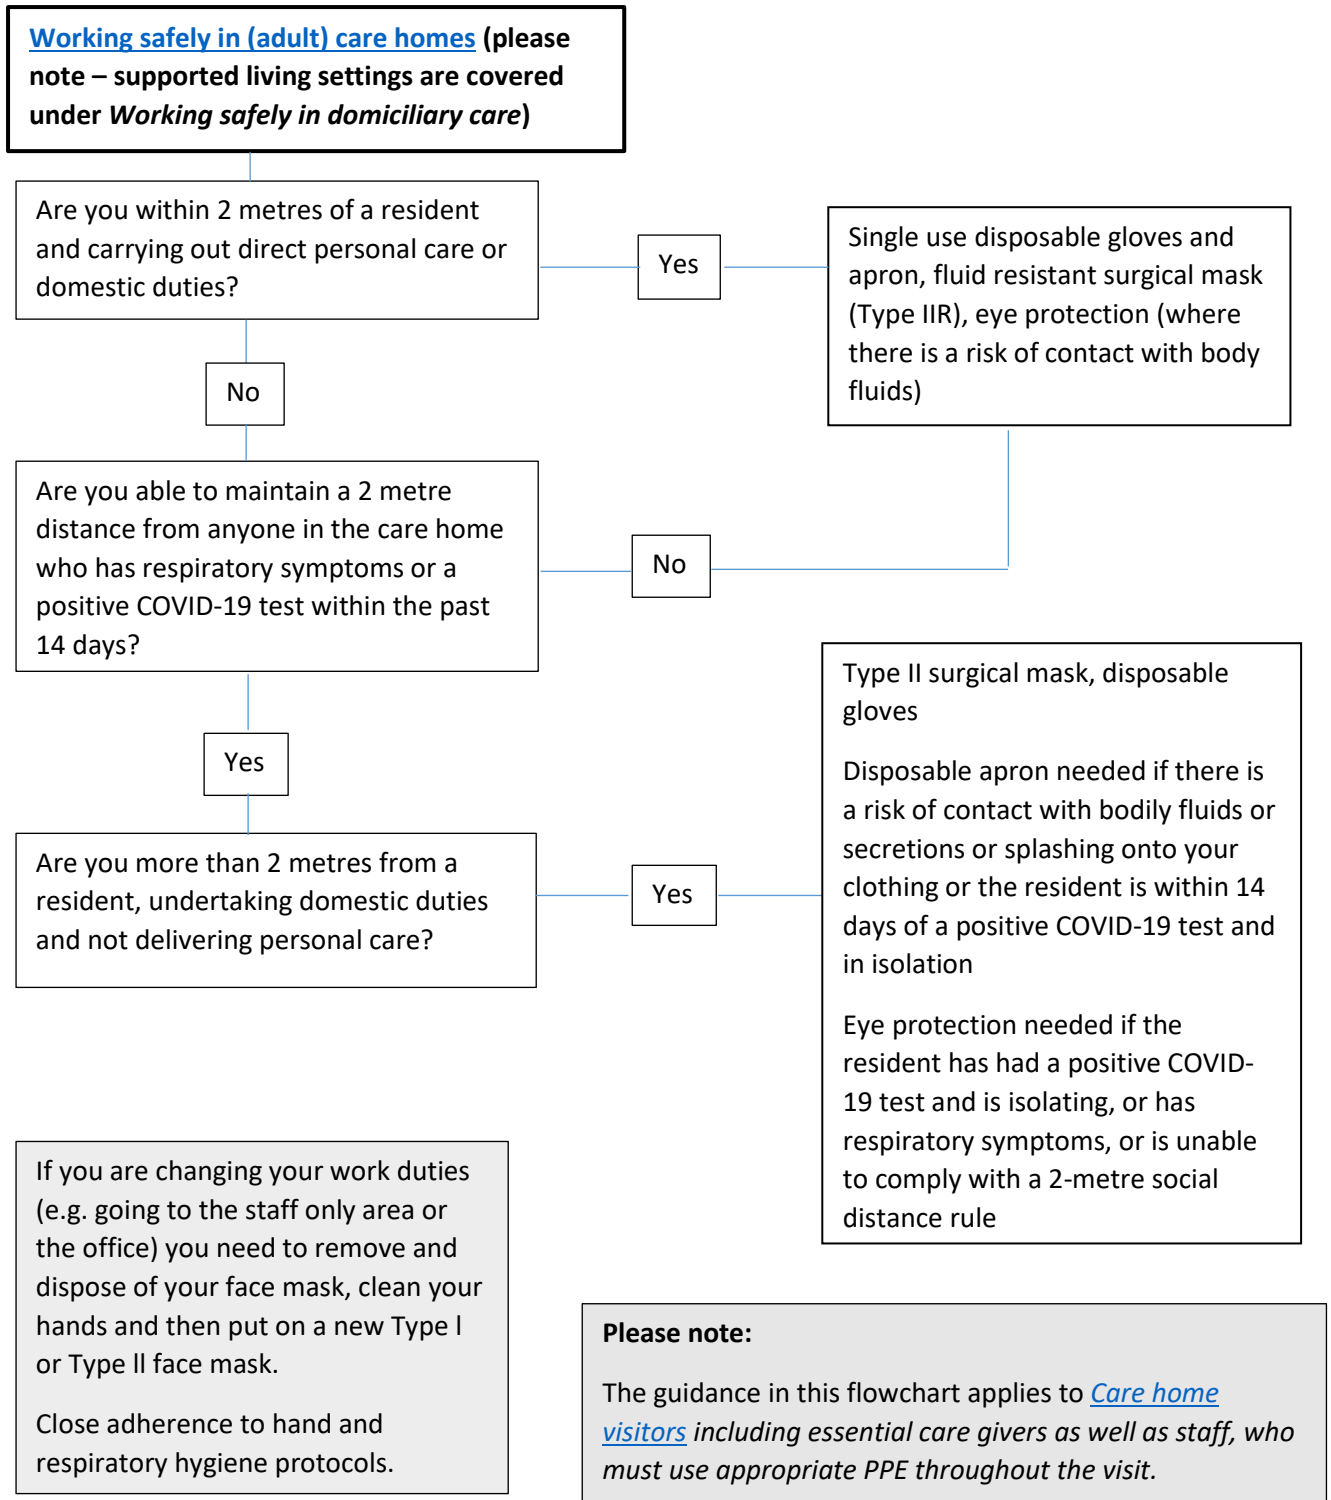 Working safely in (adult) care homes (please
note – supported living settings are covered
under Working safely in domiciliary care)
Are you within 2 metres of a resident
and carrying out direct personal care or
domestic duties?
Yes
Single use disposable gloves and
apron, fluid resistant surgical mask
(Type IIR), eye protection (where
there is a risk of contact with body
fluids)
No
Are you able to maintain a 2 metre
distance from anyone in the care home
who has respiratory symptoms or a
positive COVID-19 test within the past
14 days?
No
Yes
Are you more than 2 metres from a
resident, undertaking domestic duties
and not delivering personal care?
Yes
Type II surgical mask, disposable
gloves
Disposable apron needed if there is
a risk of contact with bodily fluids or
secretions or splashing onto your
clothing or the resident is within 14
days of a positive COVID-19 test and
in isolation
Eye protection needed if the
resident has had a positive COVID-
19 test and is isolating, or has
respiratory symptoms, or is unable
to comply with a 2-metre social
distance rule
If you are changing your work duties
(e.g. going to the staff only area or
the office) you need to remove and
dispose of your face mask, clean your
hands and then put on a new Type l
or Type ll face mask.
Close adherence to hand and
respiratory hygiene protocols.
Please note:
The guidance in this flowchart applies to Care home
visitors including essential care givers as well as staff, who
must use appropriate PPE throughout the visit.